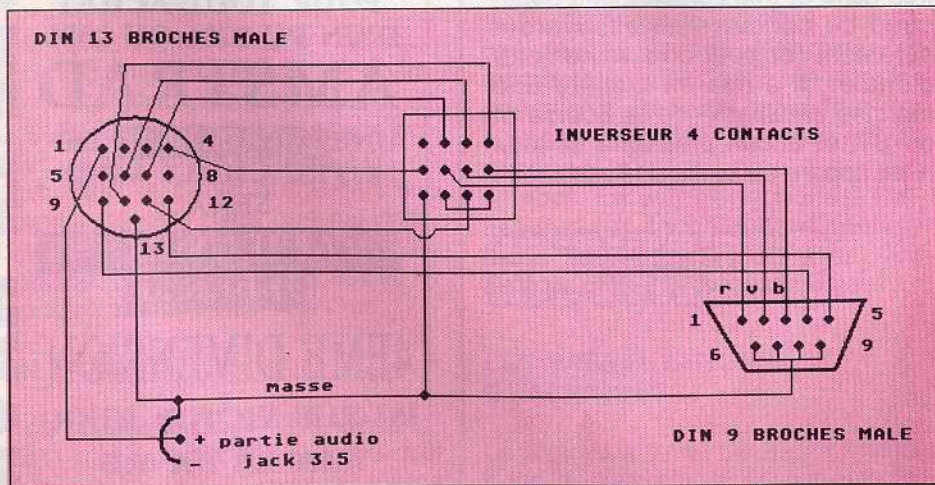 DIN 13 BROCHES MALE
1
4
5
8
9
12
13
INVERSEUR 4 CONTACTS
r v b
1
5
6
9
masse
+ partie audio
- jack 3.5
DIN 9 BROCHES MALE